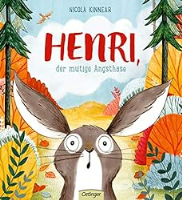 NICOLA KINNEAR
HENRI,
der mutige Angsthase
Oetinger